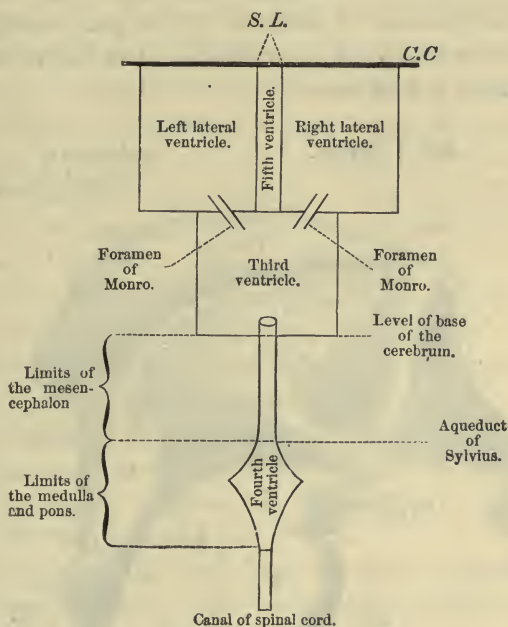 S. L.
C.C
Left lateral
ventricle.
Fifth ventricle.
Right lateral
ventricle.
Foramen
of
Monro.
Third
ventricle.
Foramen
of
Monro.
Level of base
of the
cerebrum.
Limits of
the mesen-
cephalon
Aqueduct
of
Sylvius.
Limits of
the medulla
and pons.
Fourth
ventricle
Canal of spinal cord.